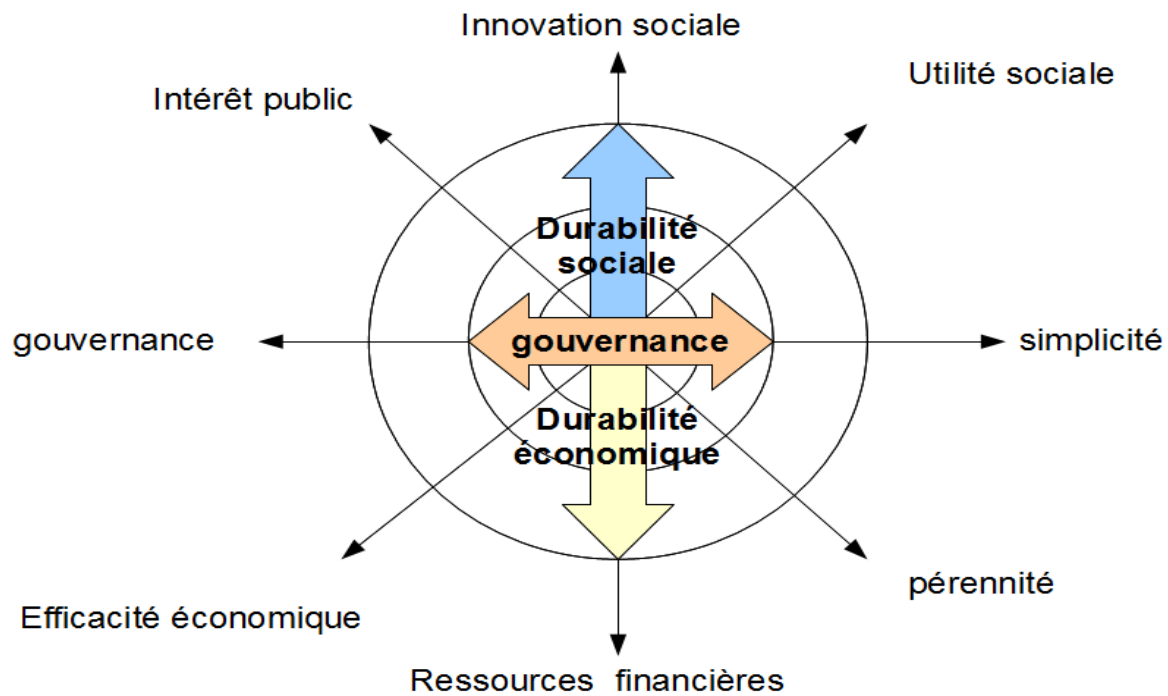 Innovation sociale
Utilité sociale
Intérêt public
Durabilité
sociale
gouvernance
gouvernance
simplicité
Durabilité
économique
pérennité
Efficacité économique
Ressources financières